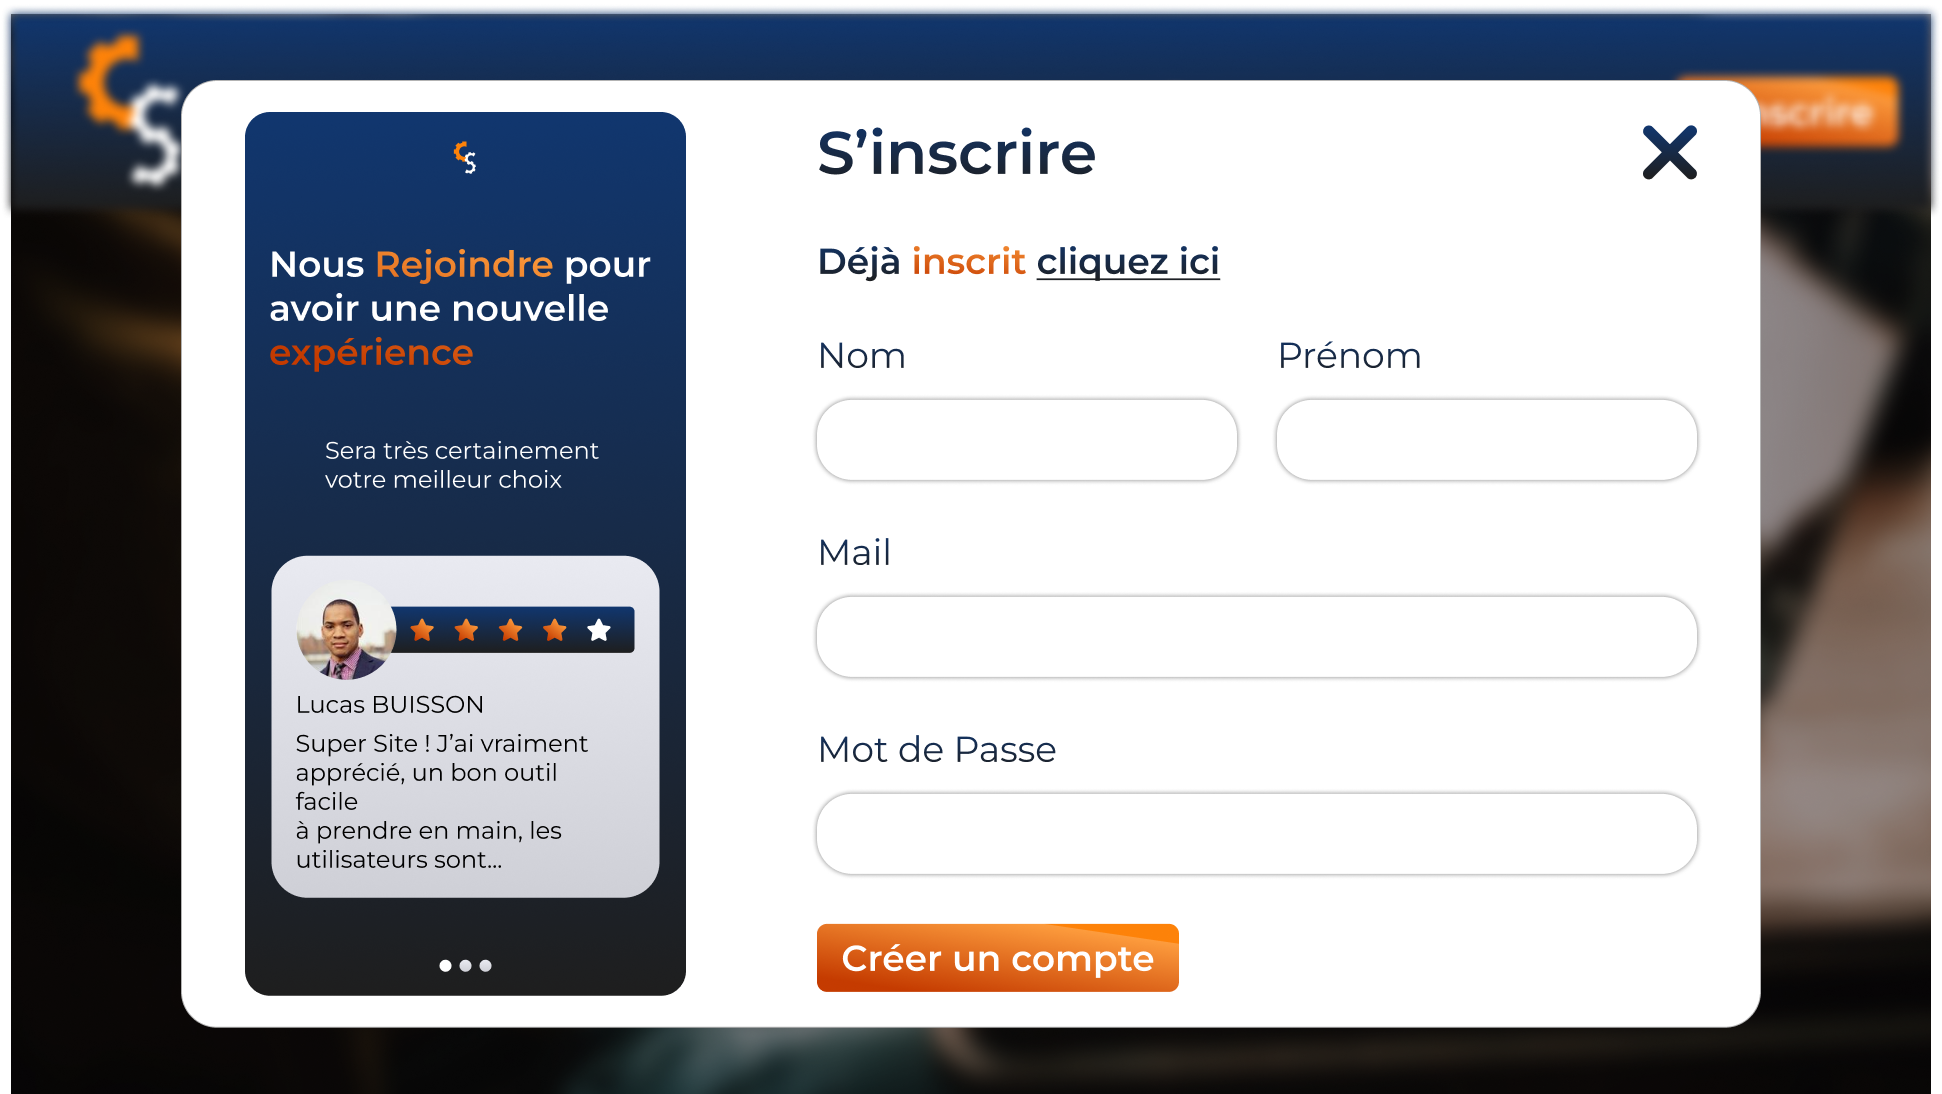 nscrire
Nous Rejoindre pour
avoir une nouvelle
expérience
Sera très certainement
votre meilleur choix
Lucas BUISSON
Super Site ! J’ai vraiment
apprécié, un bon outil
facile
à prendre en main, les
utilisateurs sont...
S’inscrire
Déjà inscrit cliquez ici
Nom
Prénom
Mail
Mot de Passe
Créer un compte